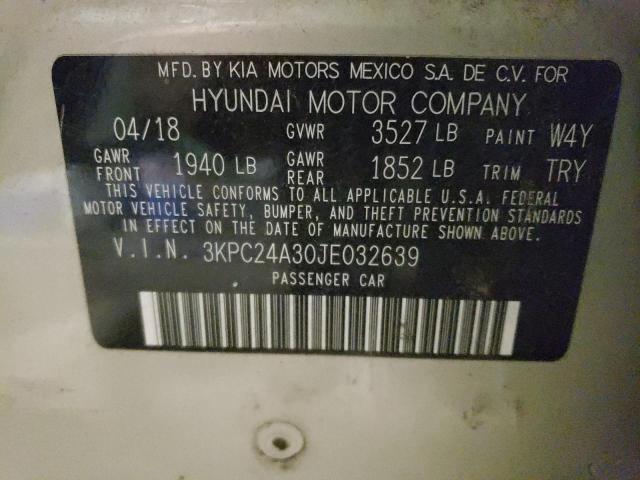 MFD. BY KIA MOTORS MEXICO S.A. DE C.V. FOR
HYUNDAI MOTOR COMPANY
04/18 GVWR 3527 LB PAINT W4Y
GAWR FRONT 1940 LB GAWR REAR 1852 LB TRIM TRY
THIS VEHICLE CONFORMS TO ALL APPLICABLE U.S.A. FEDERAL
MOTOR VEHICLE SAFETY, BUMPER, AND THEFT PREVENTION STANDARDS
IN EFFECT ON THE DATE OF MANUFACTURE SHOWN ABOVE.
V.I.N. 3KPC24A30JE032639
PASSENGER CAR